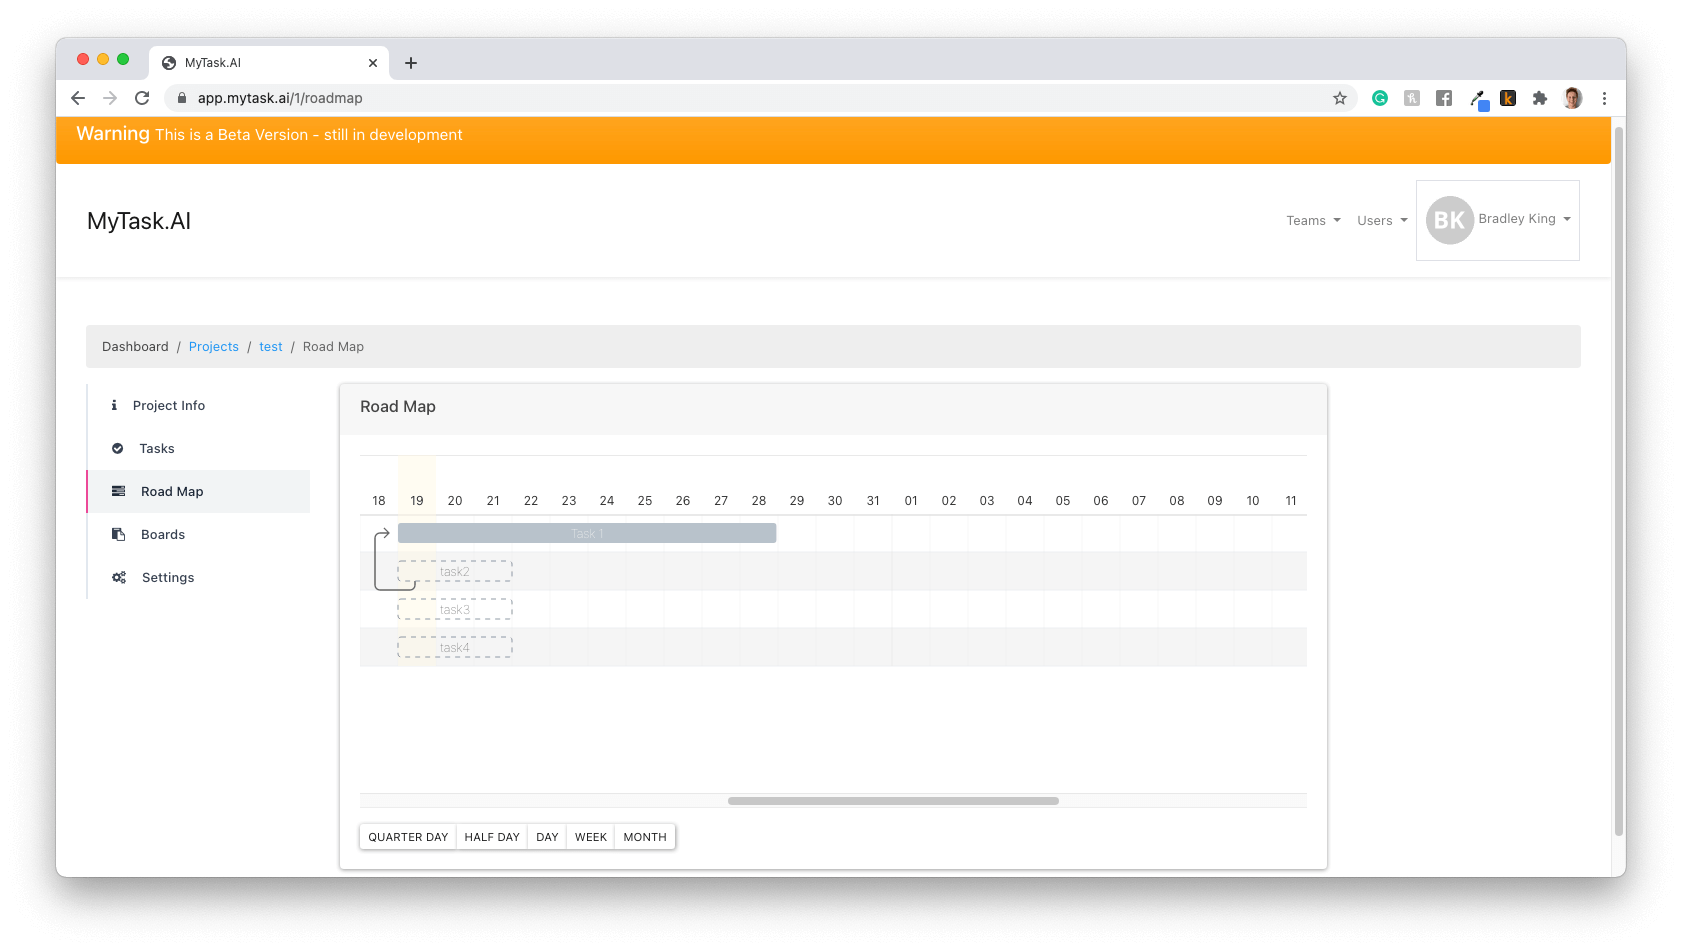 MyTask.AI
app.mytask.ai/1/roadmap
Warning This is a Beta Version - still in development
MyTask.AI
Teams Users BK Bradley King
Dashboard / Projects / test / Road Map
Project Info
Tasks
Road Map
Boards
Settings
Road Map
18 19 20 21 22 23 24 25 26 27 28 29 30 31 01 02 03 04 05 06 07 08 09 10 11
Task 1
task2
task3
task4
QUARTER DAY HALF DAY DAY WEEK MONTH